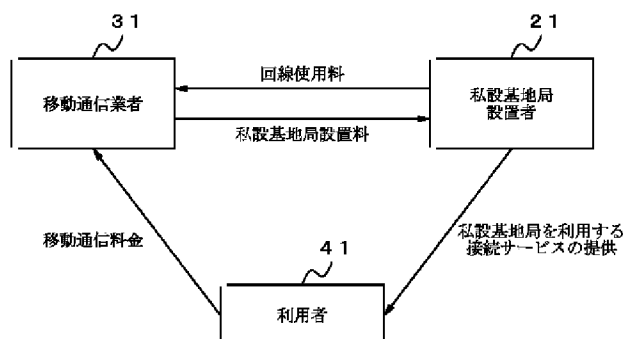 31
21
移動通信業者
回線使用料
私設基地局
設置者
私設基地局設置料
移動通信料金
私設基地局を利用する
接続サービスの提供
41
利用者